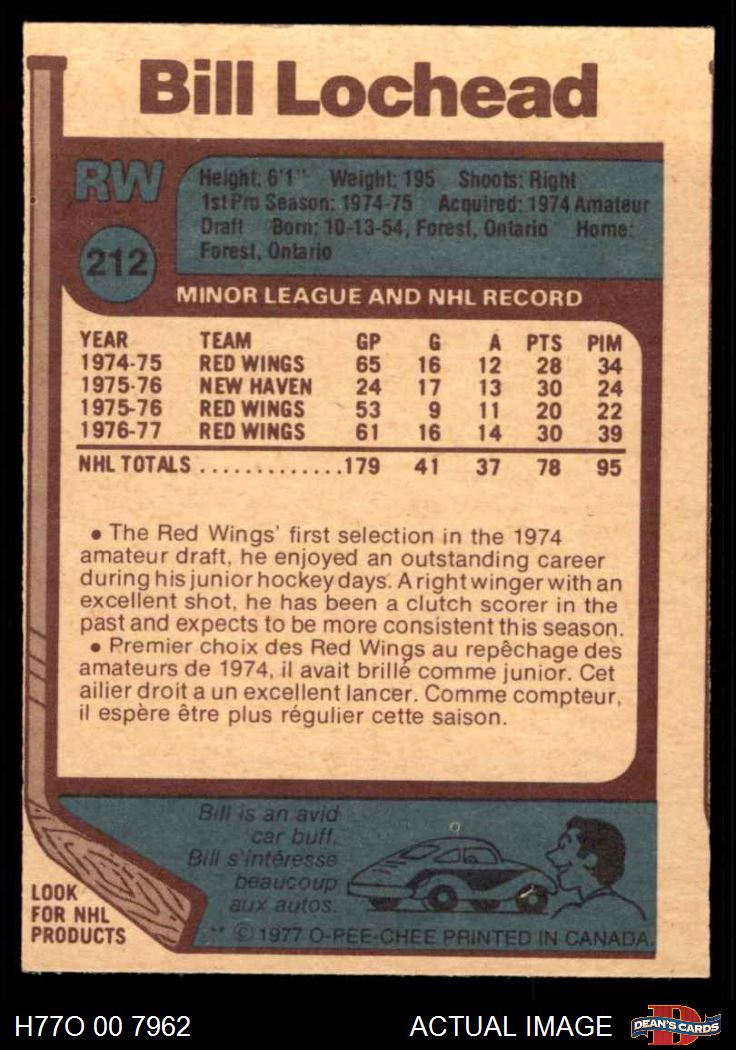 Bill Lochead
RW
Height: 6'1" Weight: 195 Shoots: Right
1st Pro Season: 1974-75 Acquired: 1974 Amateur
Draft Born: 10-13-54, Forest, Ontario Home:
Forest, Ontario
212
MINOR LEAGUE AND NHL RECORD
YEAR TEAM GP G A PTS PIM
1974-75 RED WINGS 65 16 12 28 34
1975-76 NEW HAVEN 24 17 13 30 24
1975-76 RED WINGS 53 9 11 20 22
1976-77 RED WINGS 61 16 14 30 39
NHL TOTALS .............179 41 37 78 95
• The Red Wings' first selection in the 1974
amateur draft, he enjoyed an outstanding career
during his junior hockey days. A right winger with an
excellent shot, he has been a clutch scorer in the
past and expects to be more consistent this season.
• Premier choix des Red Wings au repêchage des
amateurs de 1974, il avait brillé comme junior. Cet
ailier droit a un excellent lancer. Comme compteur,
il espère être plus régulier cette saison.
Bill is an avid
car buff.
Bill s'intéresse
beaucoup
aux autos.
LOOK
FOR NHL
PRODUCTS
** © 1977 O-PEE-CHEE PRINTED IN CANADA.
H77O 00 7962 ACTUAL IMAGE
D
DEAN'S CARDS